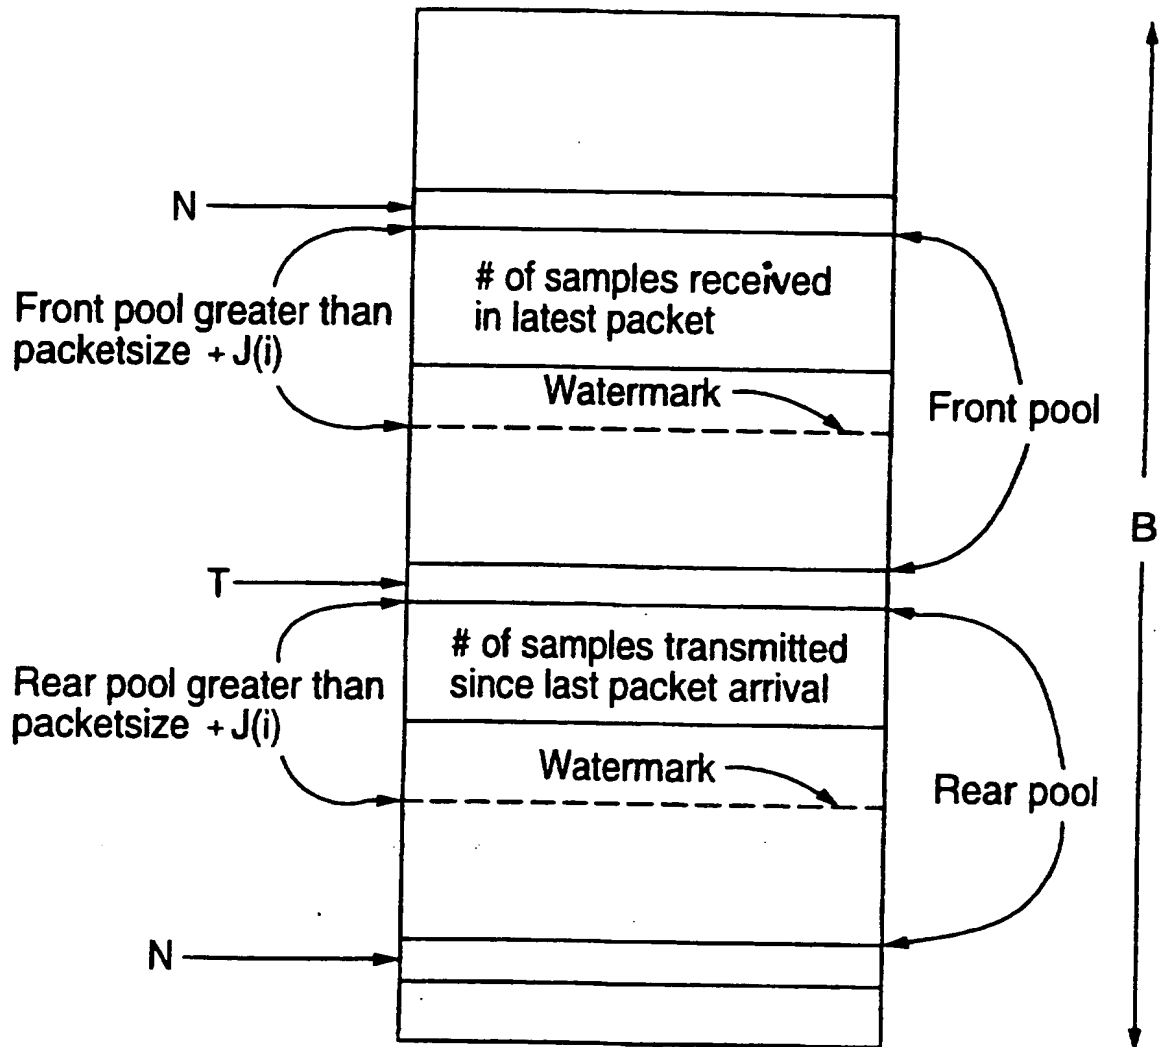 N
# of samples received
in latest packet
Front pool greater than
packetsize + J(i)
Watermark
Front pool
B
T
# of samples transmitted
since last packet arrival
Rear pool greater than
packetsize + J(i)
Watermark
Rear pool
N